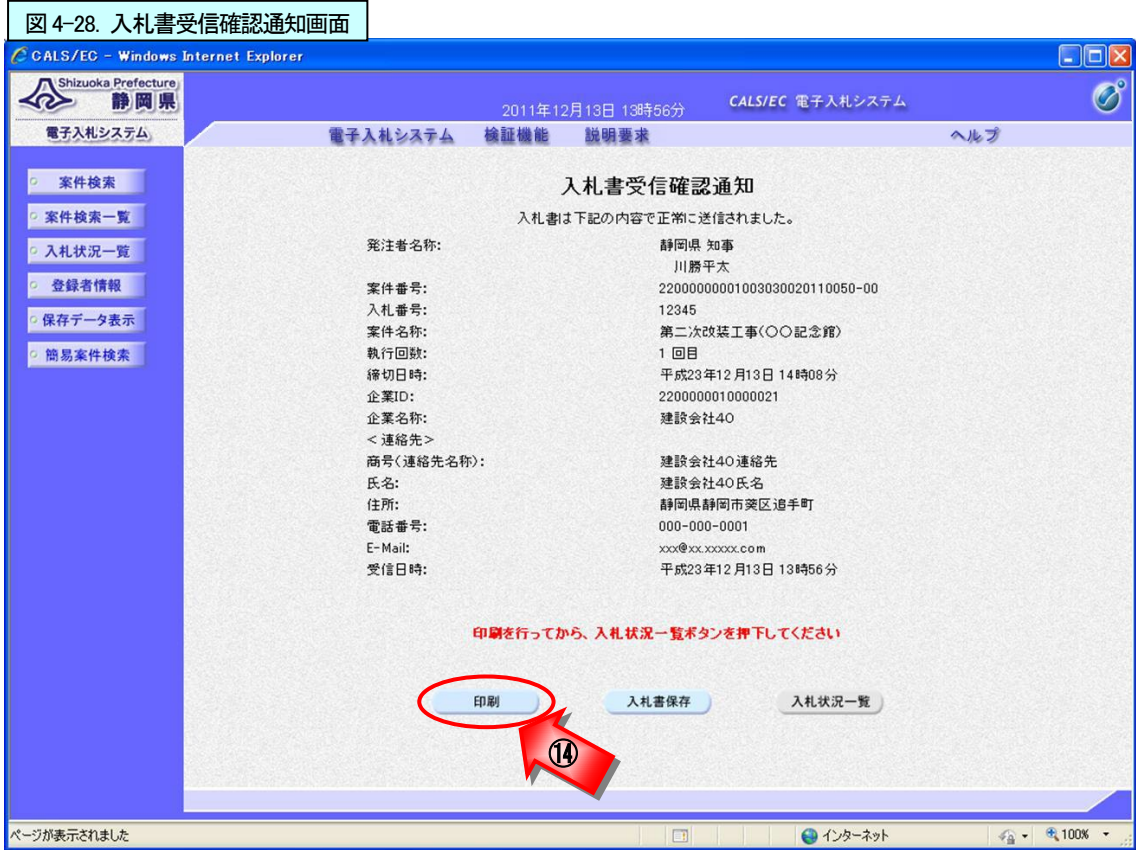 図 4-28. 入札書受信確認通知画面
CALS/EC - Windows Internet Explorer
Shizuoka Prefecture
静岡県
電子入札システム
2011年12月13日 13時56分
CALS/EC 電子入札システム
電子入札システム 検証機能 説明要求 ヘルプ
案件検索
案件検索一覧
入札状況一覧
登録者情報
保存データ表示
簡易案件検索
入札書受信確認通知
入札書は下記の内容で正常に送信されました。
発注者名称: 静岡県 知事
川勝平太
案件番号: 22000000001003030020110050-00
入札番号: 12345
案件名称: 第二次改装工事(〇〇記念館)
執行回数: 1 回目
締切日時: 平成23年12月13日 14時08分
企業ID: 2200000010000021
企業名称: 建設会社40
<連絡先>
商号(連絡先名称): 建設会社40連絡先
氏名: 建設会社40氏名
住所: 静岡県静岡市葵区追手町
電話番号: 000-000-0001
E-Mail: xxx@xx.xxxxx.com
受信日時: 平成23年12月13日 13時56分
印刷を行ってから、入札状況一覧ボタンを押下してください
印刷 入札書保存 入札状況一覧
⑭
ページが表示されました インターネット 100%